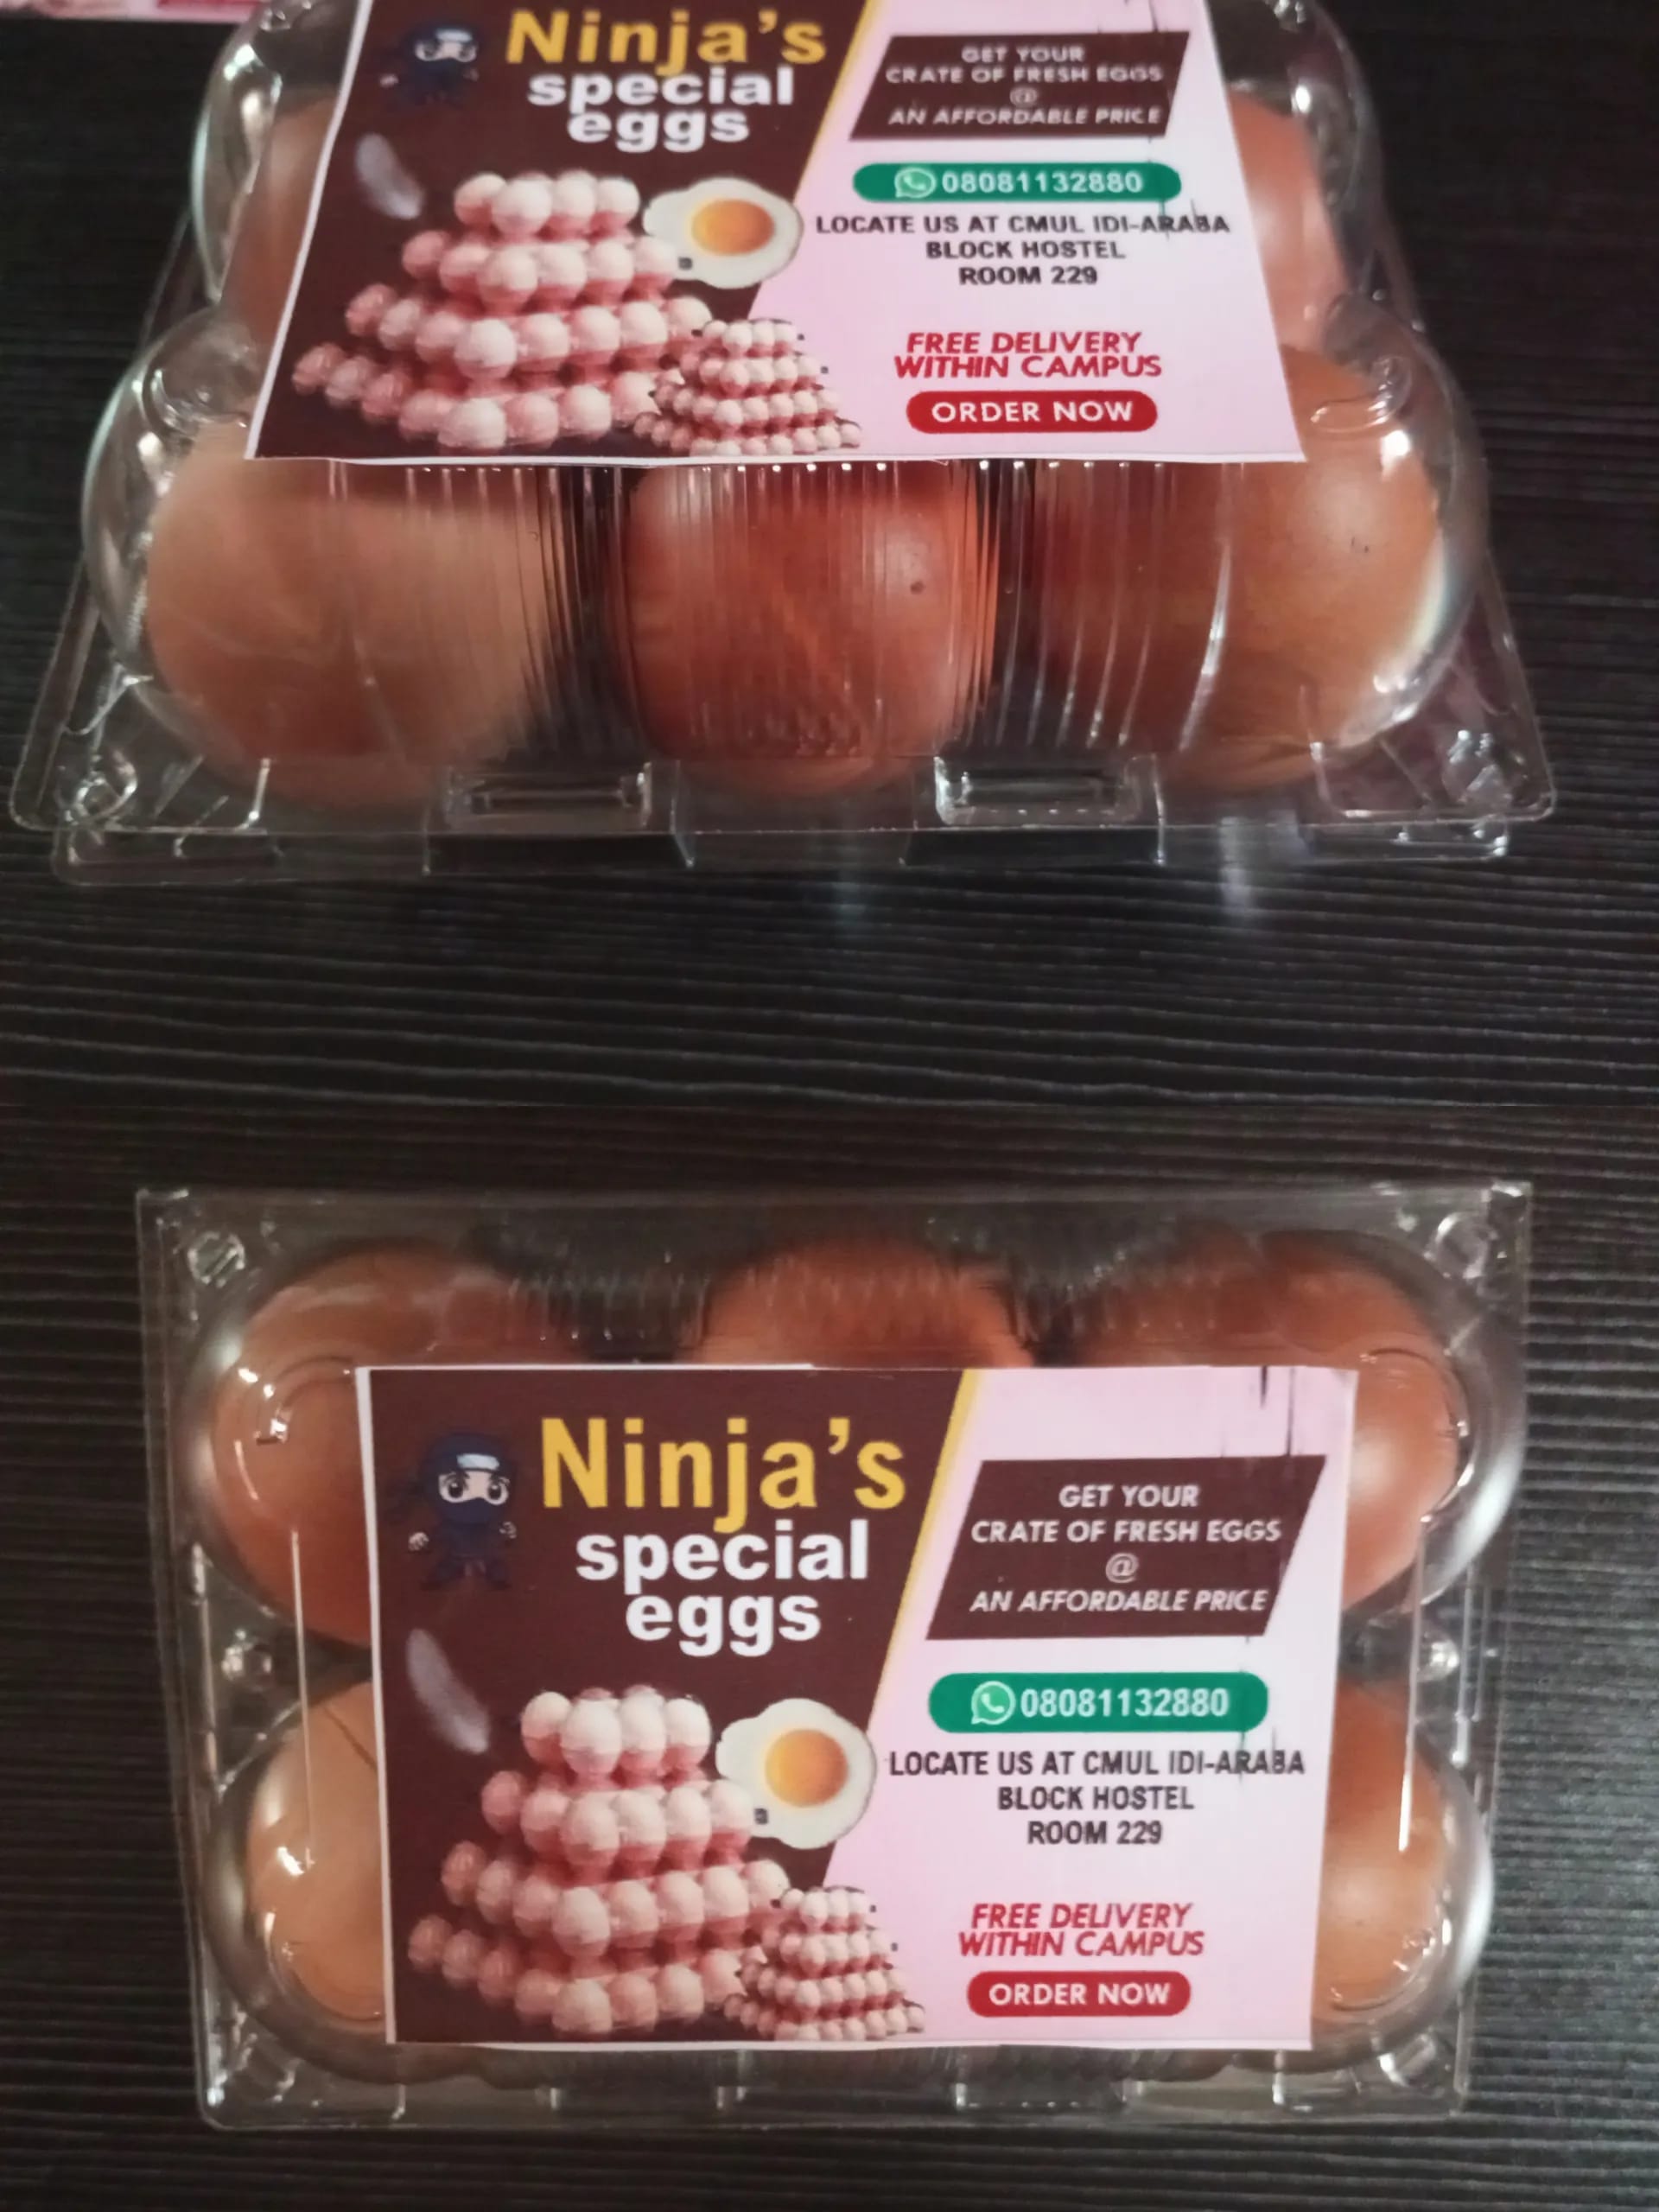 Ninja's
special
eggs
GET YOUR
CRATE OF FRESH EGGS
@
AN AFFORDABLE PRICE
08081132880
LOCATE US AT CMUL IDI-ARABA
BLOCK HOSTEL
ROOM 229
FREE DELIVERY
WITHIN CAMPUS
ORDER NOW
Ninja's
special
eggs
GET YOUR
CRATE OF FRESH EGGS
@
AN AFFORDABLE PRICE
08081132880
LOCATE US AT CMUL IDI-ARABA
BLOCK HOSTEL
ROOM 229
FREE DELIVERY
WITHIN CAMPUS
ORDER NOW